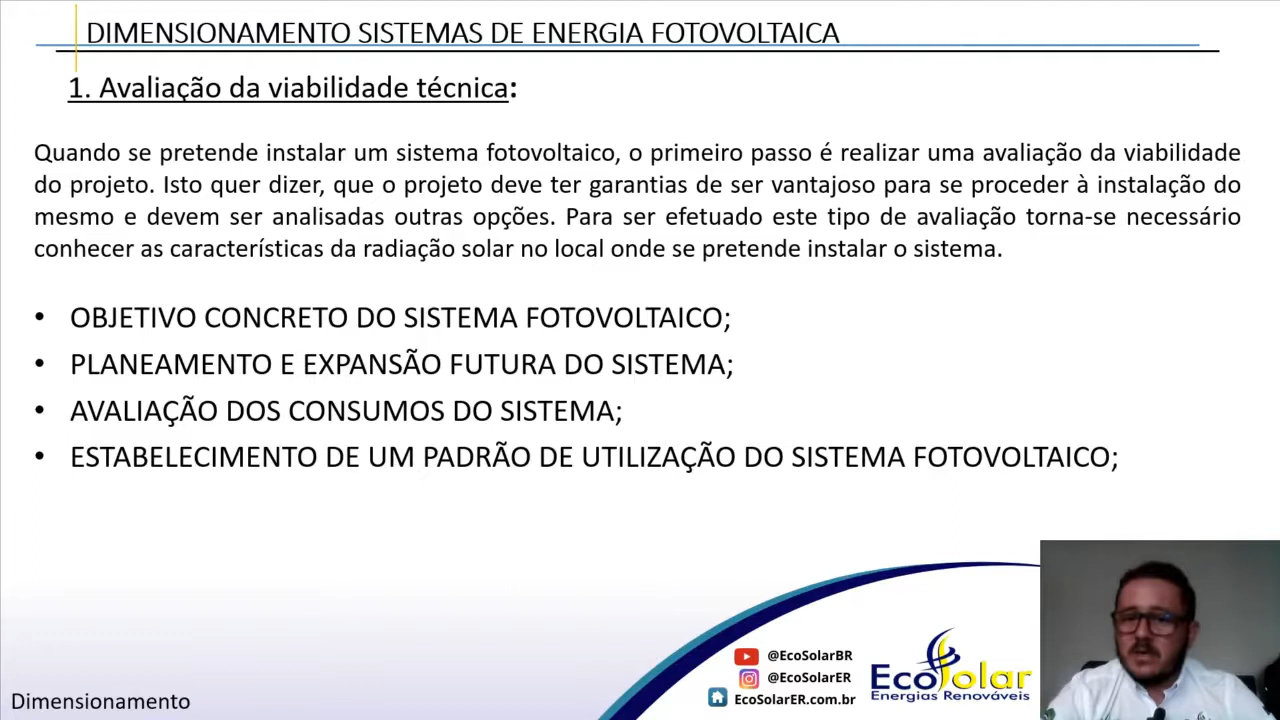 DIMENSIONAMENTO SISTEMAS DE ENERGIA FOTOVOLTAICA
1. Avaliação da viabilidade técnica:
Quando se pretende instalar um sistema fotovoltaico, o primeiro passo é realizar uma avaliação da viabilidade
do projeto. Isto quer dizer, que o projeto deve ter garantias de ser vantajoso para se proceder à instalação do
mesmo e devem ser analisadas outras opções. Para ser efetuado este tipo de avaliação torna-se necessário
conhecer as características da radiação solar no local onde se pretende instalar o sistema.
• OBJETIVO CONCRETO DO SISTEMA FOTOVOLTAICO;
• PLANEAMENTO E EXPANSÃO FUTURA DO SISTEMA;
• AVALIAÇÃO DOS CONSUMOS DO SISTEMA;
• ESTABELECIMENTO DE UM PADRÃO DE UTILIZAÇÃO DO SISTEMA FOTOVOLTAICO;
@EcoSolarBR
@EcoSolarER
EcoSolarER.com.br
EcoSolar
Energias Renováveis
Dimensionamento